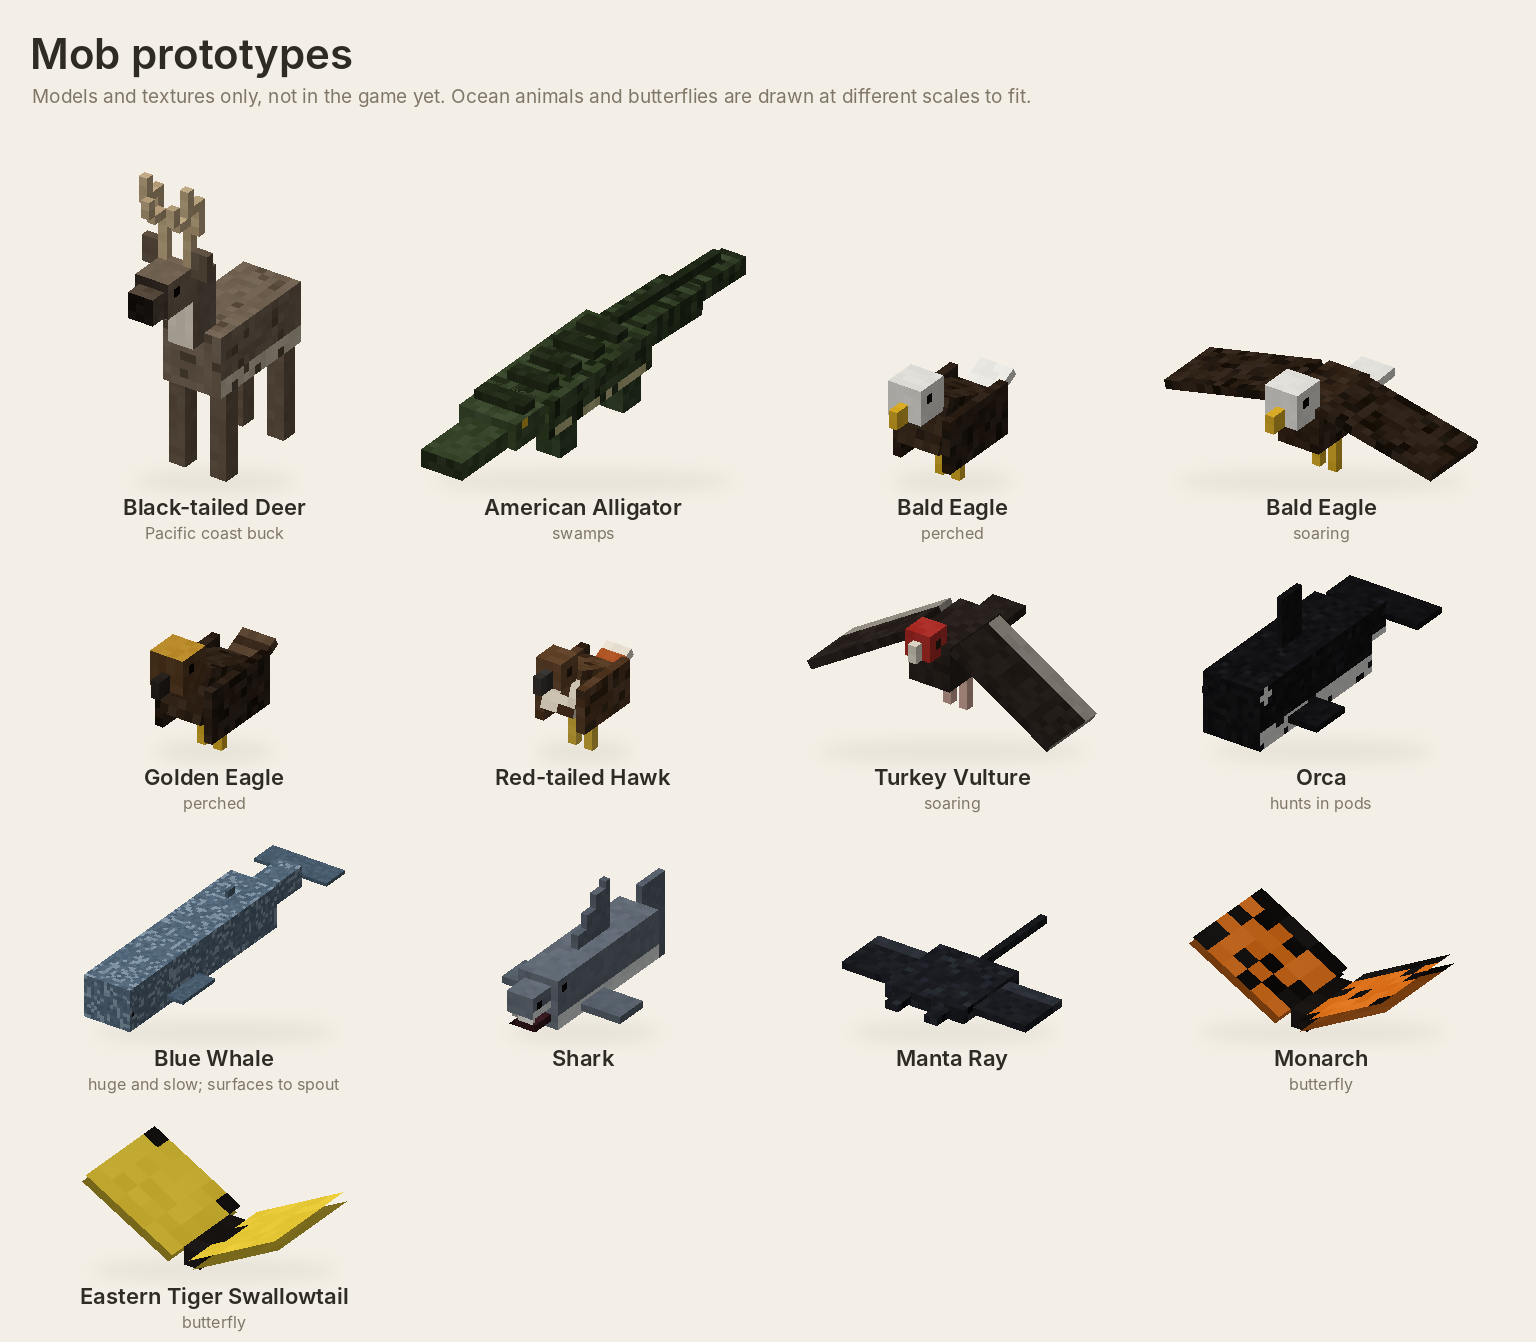 Mob prototypes
Models and textures only, not in the game yet. Ocean animals and butterflies are drawn at different scales to fit.
Black-tailed Deer
Pacific coast buck
American Alligator
swamps
Bald Eagle
perched
Bald Eagle
soaring
Golden Eagle
perched
Red-tailed Hawk
Turkey Vulture
soaring
Orca
hunts in pods
Blue Whale
huge and slow; surfaces to spout
Shark
Manta Ray
Monarch
butterfly
Eastern Tiger Swallowtail
butterfly